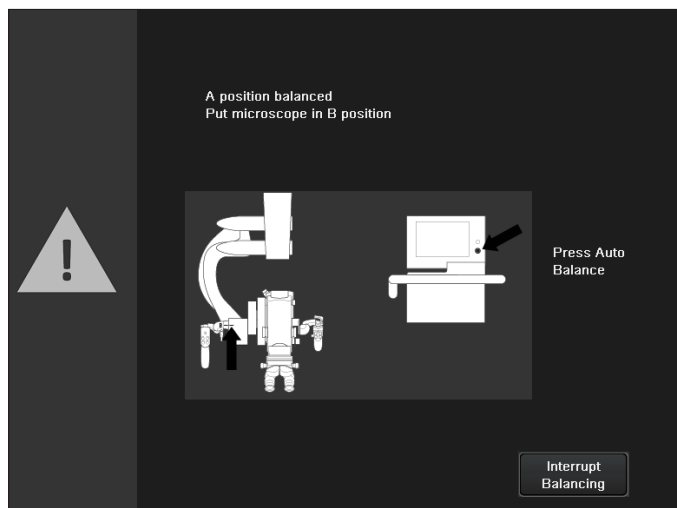 A position balanced
Put microscope in B position
Press Auto
Balance
Interrupt
Balancing